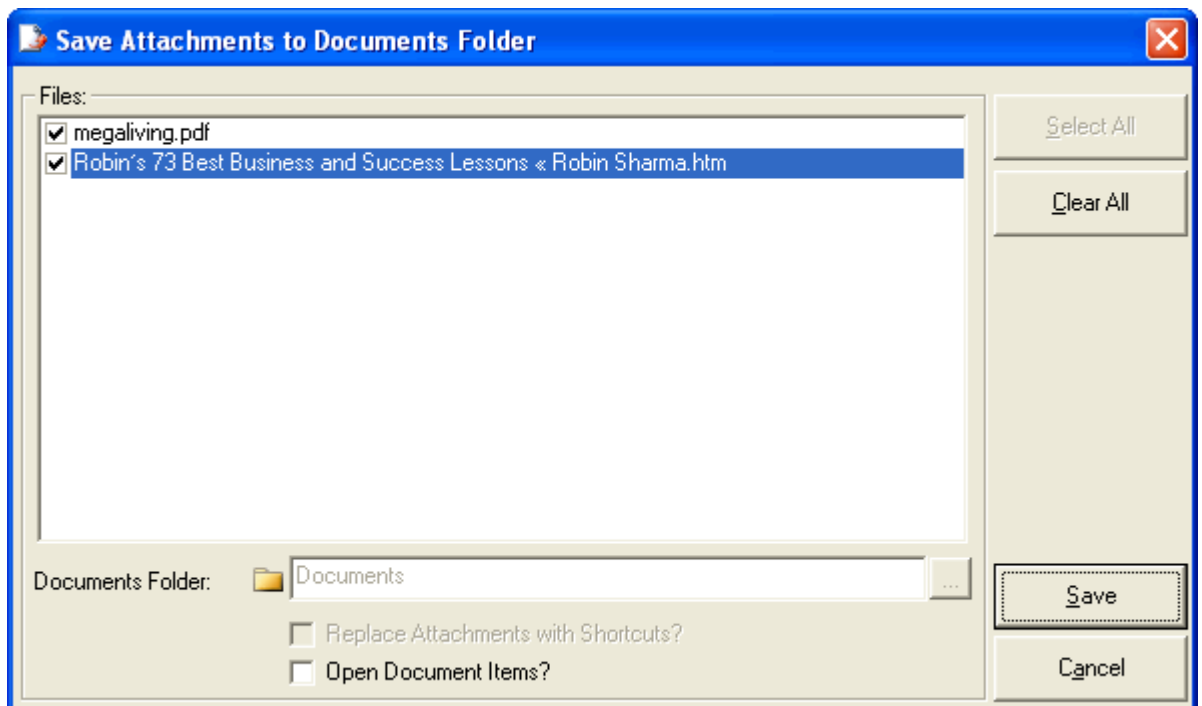 Save Attachments to Documents Folder
Files:
megaliving.pdf
Robin´s 73 Best Business and Success Lessons « Robin Sharma.htm
Select All
Clear All
Documents Folder:
Documents
...
Replace Attachments with Shortcuts?
Open Document Items?
Save
Cancel